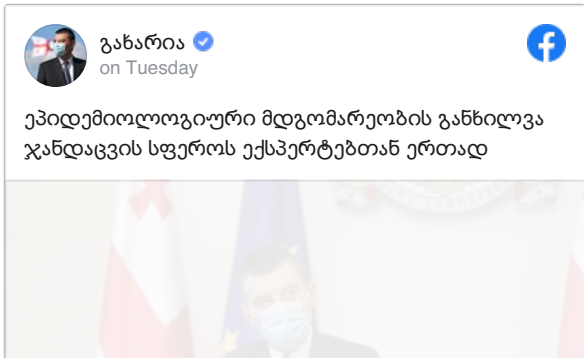 გახარია
on Tuesday
ეპიდემიოლოგიური მდგომარეობის განხილვა
ჯანდაცვის სფეროს ექსპერტებთან ერთად